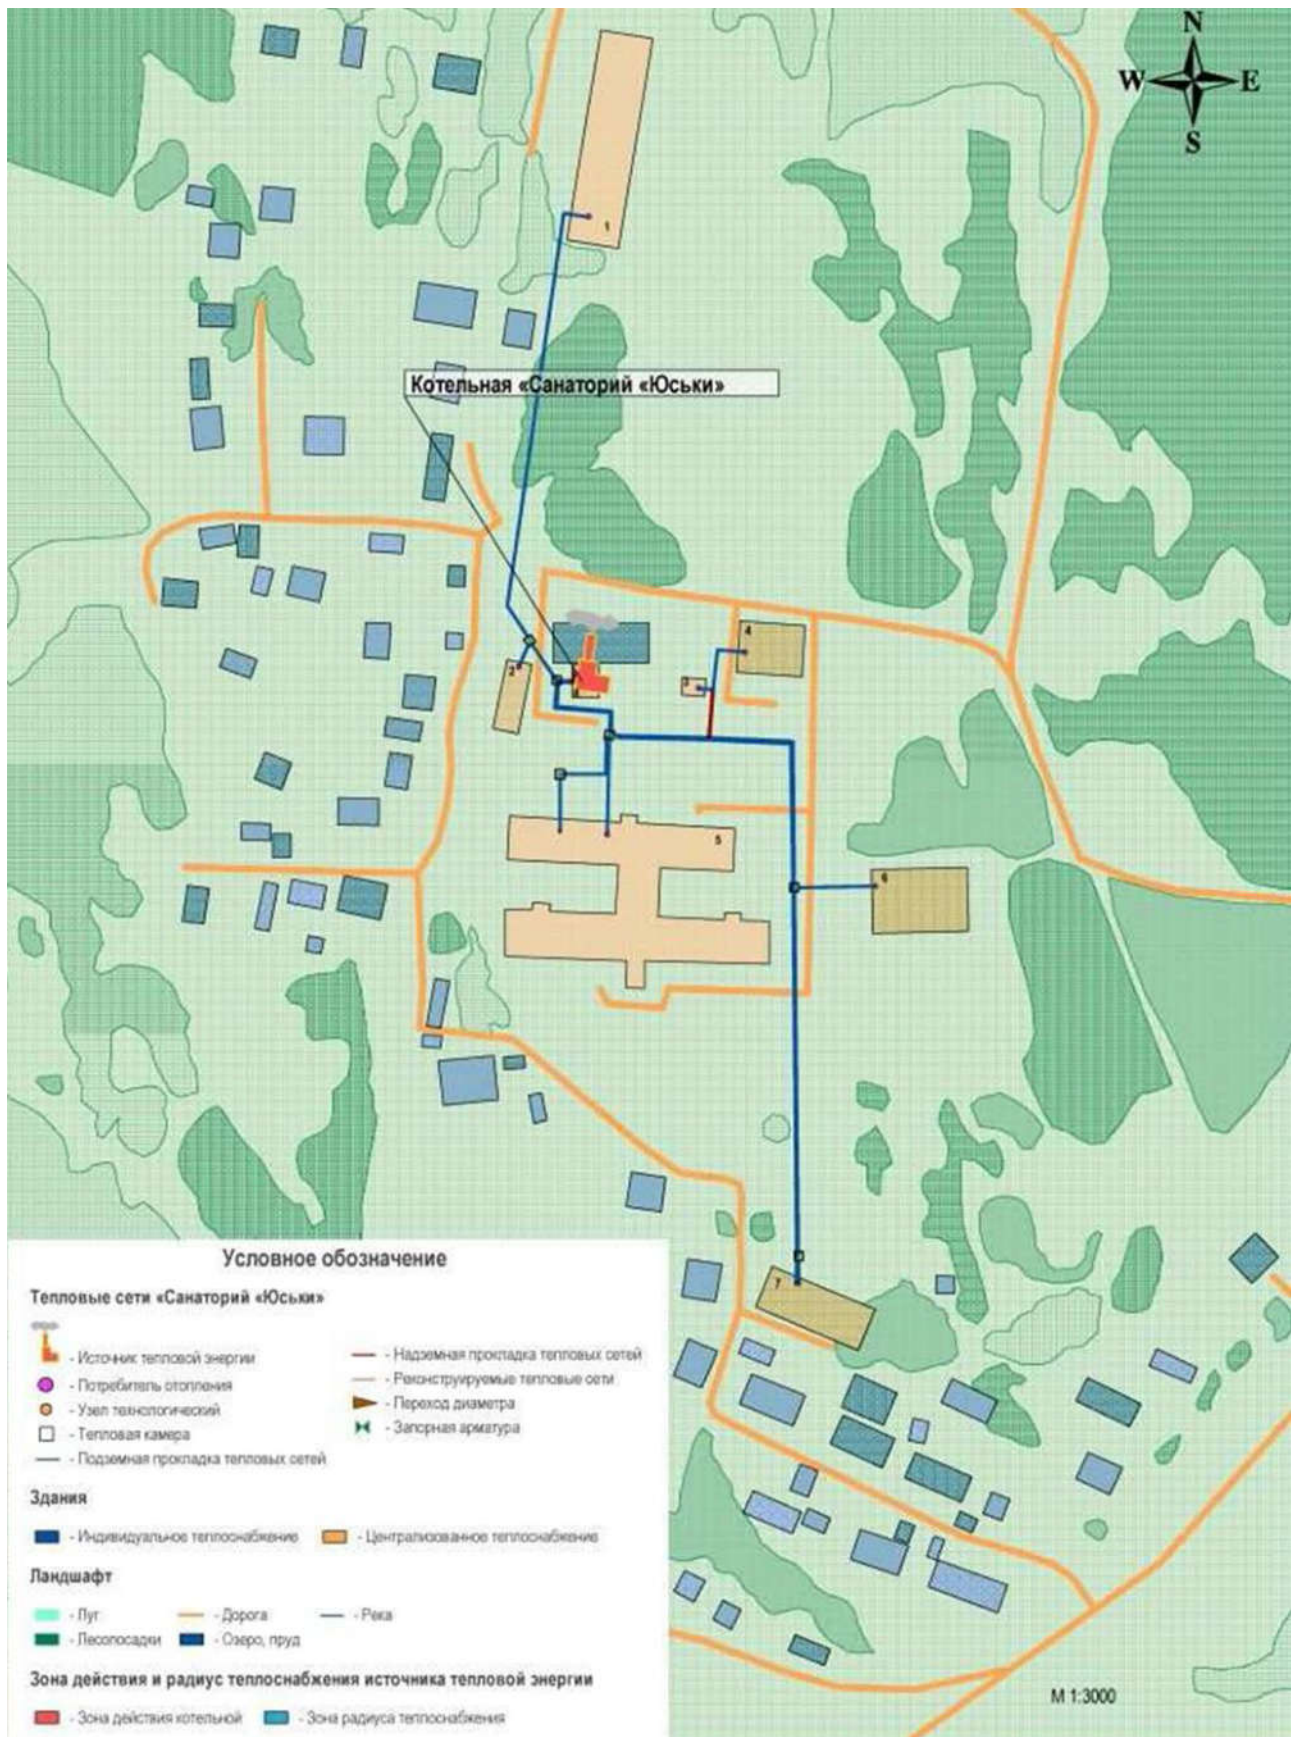 N
W E
S
1
Котельная «Санаторий «Юськи»
4
2
3
5
6
7
Условное обозначение
Тепловые сети «Санаторий «Юськи»
- Источник тепловой энергии
- Надземная прокладка тепловых сетей
- Потребитель отопления
- Реконструируемые тепловые сети
- Узел технологический
- Переход диаметра
- Тепловая камера
- Запорная арматура
- Подземная прокладка тепловых сетей
Здания
- Индивидуальное теплоснабжение
- Централизованное теплоснабжение
Ландшафт
- Луг
- Дорога
- Река
- Лесопосадки
- Озеро, пруд
Зона действия и радиус теплоснабжения источника тепловой энергии
- Зона действия котельной
- Зона радиуса теплоснабжения
М 1:3000